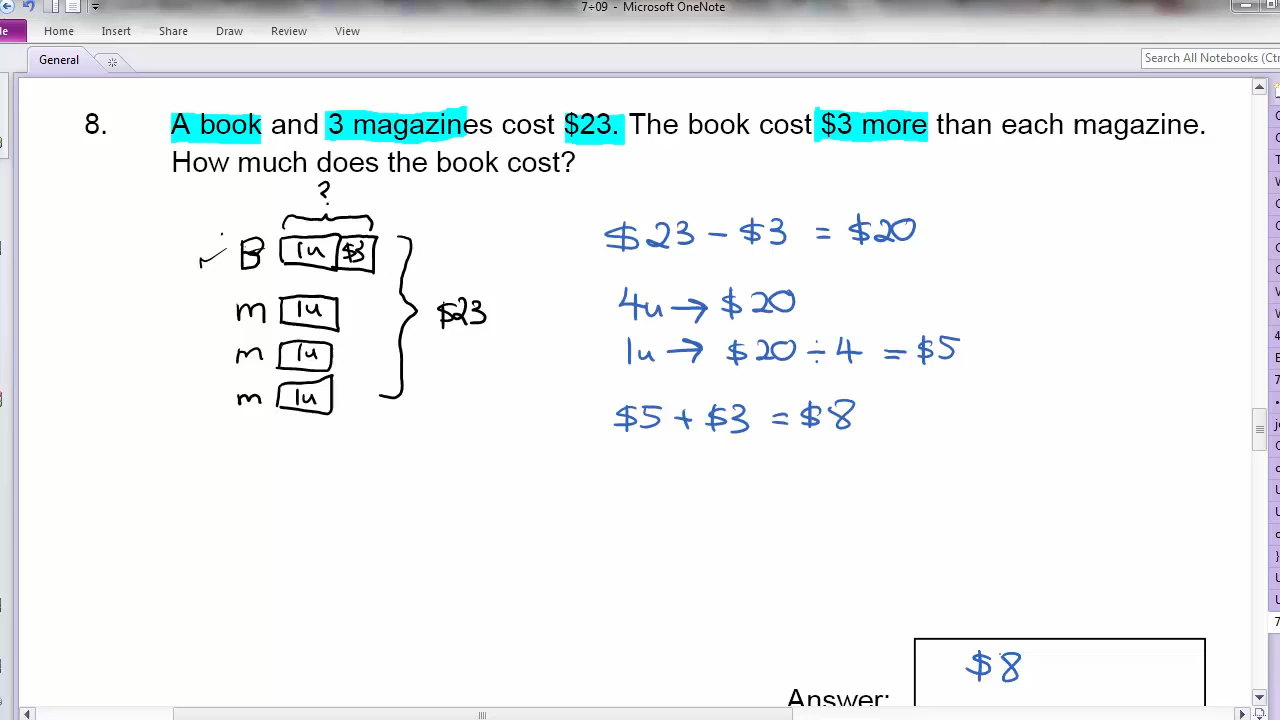 7÷09 - Microsoft OneNote
Home Insert Share Draw Review View
General
Search All Notebooks (Ctr
8. A book and 3 magazines cost $23. The book cost $3 more than each magazine.
How much does the book cost?
?
B 1u $3
m 1u
m 1u
m 1u
$23
$23 - $3 = $20
4u → $20
1u → $20 ÷ 4 = $5
$5 + $3 = $8
$8
Answer: